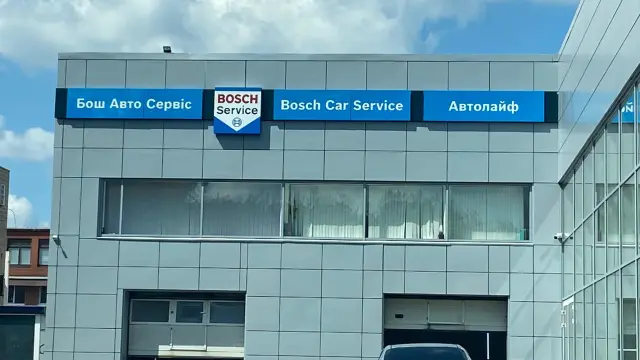 Бош Авто Сервіс
BOSCH
Service
Bosch Car Service
Автолайф